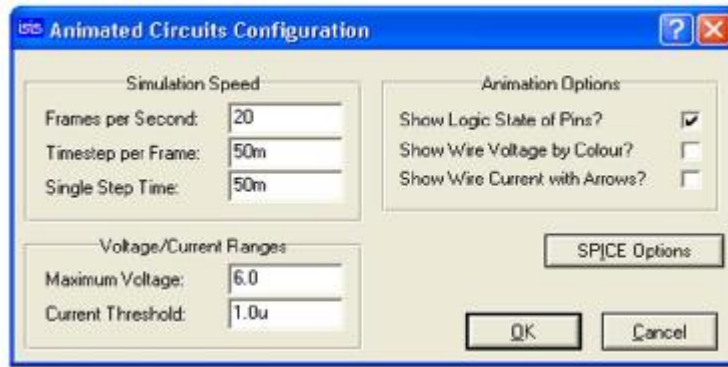 isis Animated Circuits Configuration
Simulation Speed
Frames per Second: 20
Timestep per Frame: 50m
Single Step Time: 50m
Voltage/Current Ranges
Maximum Voltage: 6.0
Current Threshold: 1.0u
Animation Options
Show Logic State of Pins?
Show Wire Voltage by Colour?
Show Wire Current with Arrows?
SPICE Options
OK
Cancel